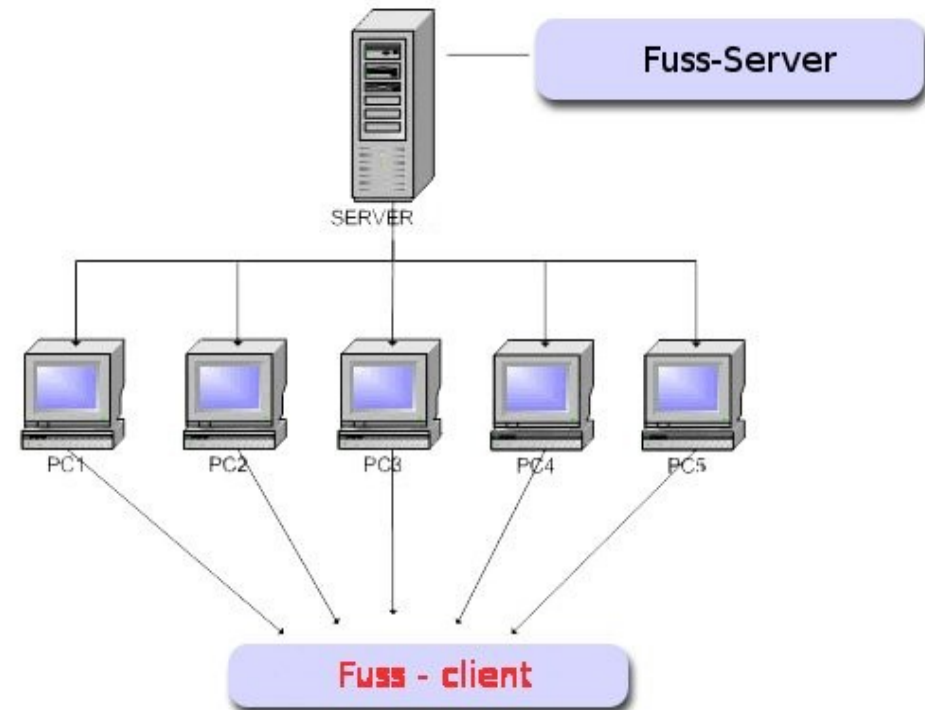 Fuss-Server
SERVER
PC1
PC2
PC3
PC4
PC5
Fuss - client